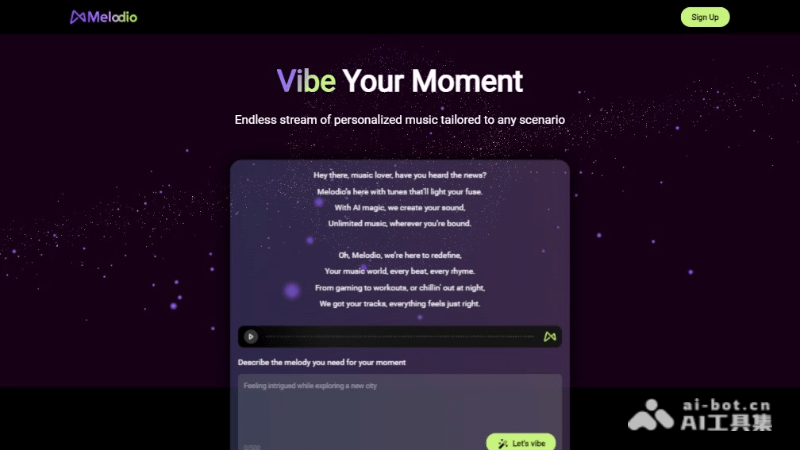 Melodio
Sign Up
Vibe Your Moment
Endless stream of personalized music tailored to any scenario
Hey there, music lover, have you heard the news?
Melodio's here with tunes that'll light your fuse.
With AI magic, we create your sound,
Unlimited music, wherever you're bound.
Oh, Melodio, we're here to redefine,
Your music world, every beat, every rhyme.
From gaming to workouts, or chillin' out at night,
We got your tracks, everything feels just right.
Describe the melody you need for your moment
Feeling intrigued while exploring a new city
Let's vibe
ai-bot.cn
AI工具集